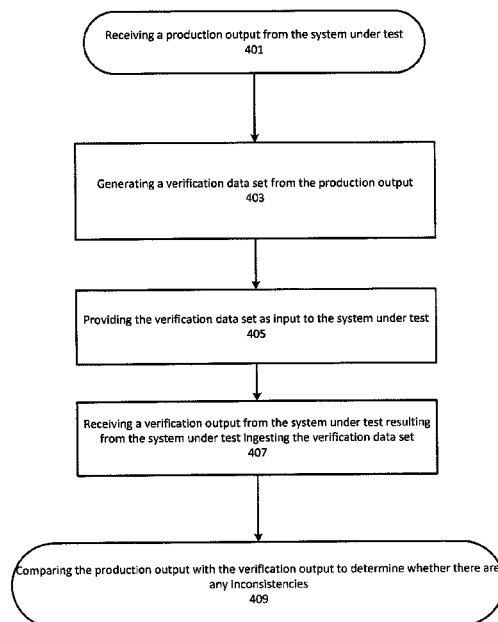 Receiving a production output from the system under test
401
Generating a verification data set from the production output
403
Providing the verification data set as input to the system under test
405
Receiving a verification output from the system under test resulting
from the system under test Ingesting the verification data set
407
Comparing the production output with the verification output to determine whether there are
any inconsistencies
409